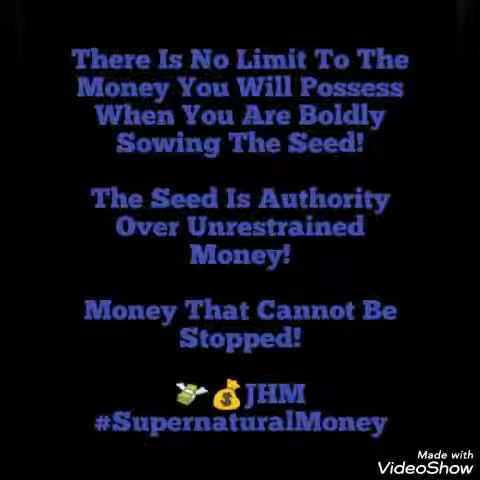 There Is No Limit To The
Money You Will Possess
When You Are Boldly
Sowing The Seed!
The Seed Is Authority
Over Unrestrained
Money!
Money That Cannot Be
Stopped!
💸💰JHM
#SupernaturalMoney
Made with
VideoShow